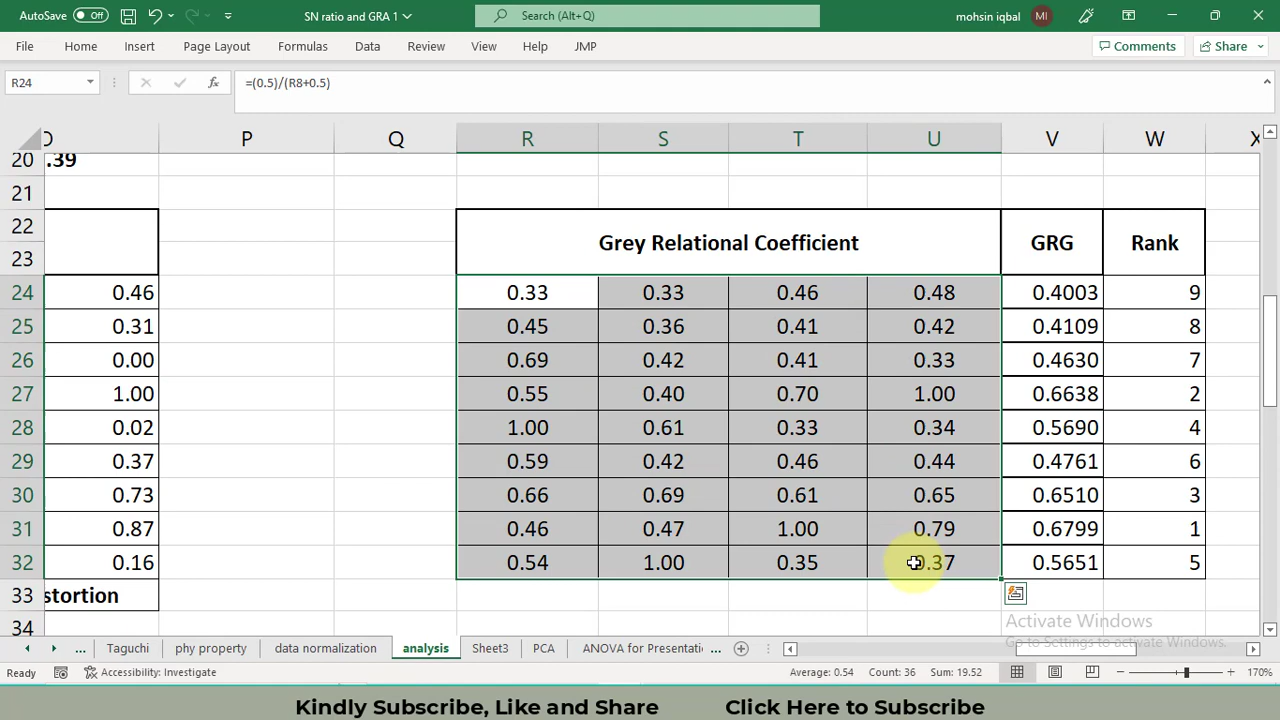 AutoSave Off SN ratio and GRA 1 Search (Alt+Q) mohsin iqbal MI
File Home Insert Page Layout Formulas Data Review View Help JMP Comments Share
R24 fx =(0.5)/(R8+0.5)
P Q R S T U V W X
20 .39
21
22
23
Grey Relational Coefficient GRG Rank
24 0.46 0.33 0.33 0.46 0.48 0.4003 9
25 0.31 0.45 0.36 0.41 0.42 0.4109 8
26 0.00 0.69 0.42 0.41 0.33 0.4630 7
27 1.00 0.55 0.40 0.70 1.00 0.6638 2
28 0.02 1.00 0.61 0.33 0.34 0.5690 4
29 0.37 0.59 0.42 0.46 0.44 0.4761 6
30 0.73 0.66 0.69 0.61 0.65 0.6510 3
31 0.87 0.46 0.47 1.00 0.79 0.6799 1
32 0.16 0.54 1.00 0.35 0.37 0.5651 5
33 stortion
34
Activate Windows
Go to Settings to activate Windows.
... Taguchi phy property data normalization analysis Sheet3 PCA ANOVA for Presentati ...
Ready Accessibility: Investigate Average: 0.54 Count: 36 Sum: 19.52 170%
Kindly Subscribe, Like and Share Click Here to Subscribe